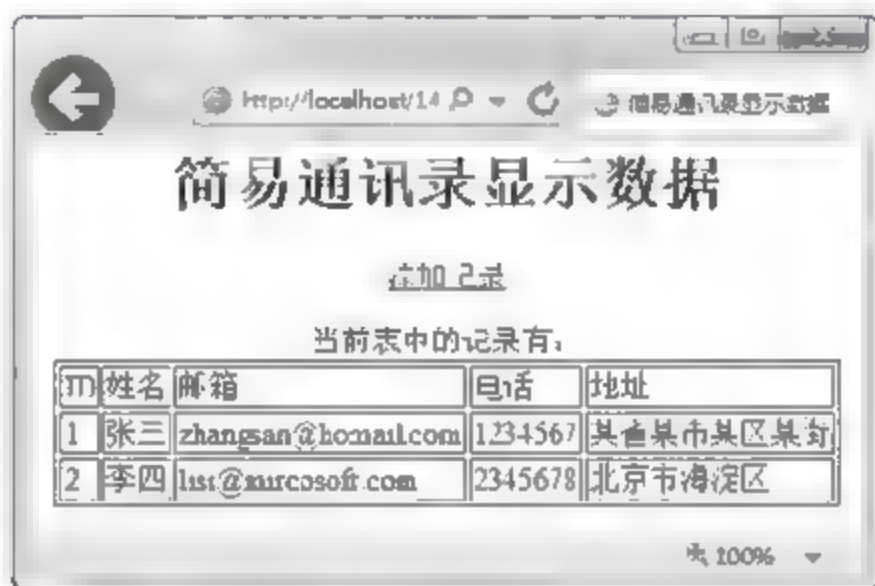 http://localhost/14
简易通讯录显示数据
简易通讯录显示数据
添加记录
当前表中的记录有:
ID 姓名 邮箱 电话 地址
1 张三 zhangsan@homail.com 1234567 某省某市某区某街
2 李四 lisi@mircosoft.com 2345678 北京市海淀区
100%